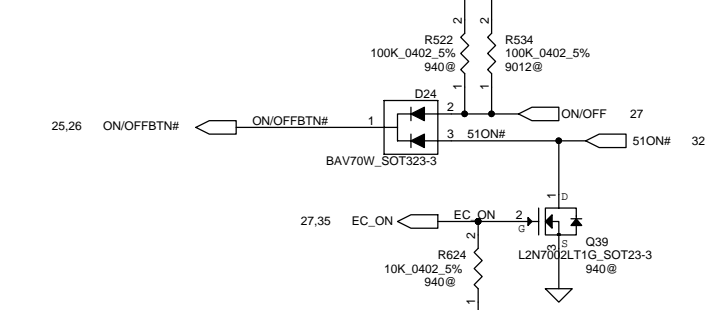 2
2
R522
100K_0402_5%
940@
R534
100K_0402_5%
9012@
1
1
D24
2
ON/OFF
27
25,26
ON/OFFBTN#
ON/OFFBTN#
1
3
51ON#
51ON#
32
BAV70W_SOT323-3
1
D
27,35
EC_ON
EC_ON
2
G
2
S
3
Q39
L2N7002LT1G_SOT23-3
940@
R624
10K_0402_5%
940@
1